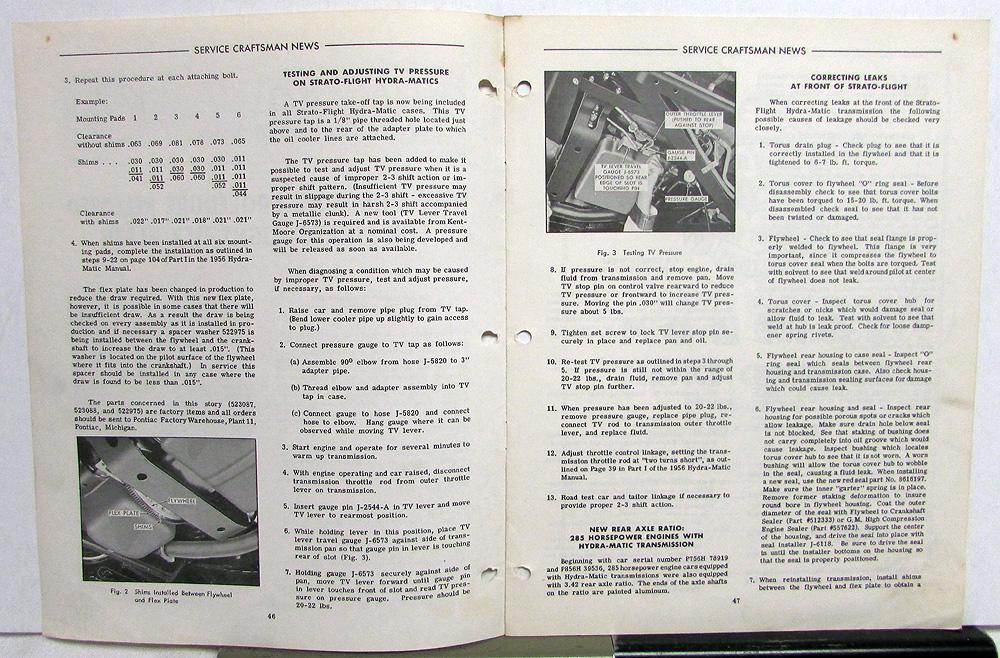 SERVICE CRAFTSMAN NEWS
3. Repeat this procedure at each attaching bolt.
Example:
Mounting Pads 1 2 3 4 5 6
Clearance
without shims .063 .069 .081 .078 .073 .065
Shims . . . .030 .030 .030 .030 .030 .011
.011 .011 .030 .030 .011 .011
.041 .011 .060 .060 .011 .011
.052 .052 .011
.044
Clearance
with shims .022" .017" .021" .018" .021" .021"
4. When shims have been installed at all six mount-
ing pads, complete the installation as outlined in
steps 9-22 on page 104 of Part I in the 1956 Hydra-
Matic Manual.
The flex plate has been changed in production to
reduce the draw required. With this new flex plate,
however, it is possible in some cases that there will
be insufficient draw. As a result the draw is being
checked on every assembly as it is installed in pro-
duction and if necessary a spacer washer 522975 is
being installed between the flywheel and the crank-
shaft to increase the draw to at least .015". (This
washer is located on the pilot surface of the flywheel
where it fits into the crankshaft.) In service this
spacer should be installed in any case where the
draw is found to be less than .015".
The parts concerned in this story (523087,
523088, and 522975) are factory items and all orders
should be sent to Pontiac Factory Warehouse, Plant 11,
Pontiac, Michigan.
FLYWHEEL
FLEX PLATE
SHIMS
Fig. 2 Shims Installed Between Flywheel
and Flex Plate
TESTING AND ADJUSTING TV PRESSURE
ON STRATO-FLIGHT HYDRA-MATICS
A TV pressure take-off tap is now being included
in all Strato-Flight Hydra-Matic cases. This TV
pressure tap is a 1/8" pipe threaded hole located just
above and to the rear of the adapter plate to which
the oil cooler lines are attached.
The TV pressure tap has been added to make it
possible to test and adjust TV pressure when it is a
suspected cause of improper 2-3 shift action or im-
proper shift pattern. (Insufficient TV pressure may
result in slippage during the 2-3 shift - excessive TV
pressure may result in harsh 2-3 shift accompanied
by a metallic clunk). A new tool (TV Lever Travel
Gauge J-6573) is required and is available from Kent-
Moore Organization at a nominal cost. A pressure
gauge for this operation is also being developed and
will be released as soon as available.
When diagnosing a condition which may be caused
by improper TV pressure, test and adjust pressure,
if necessary, as follows:
1. Raise car and remove pipe plug from TV tap.
(Bend lower cooler pipe up slightly to gain access
to plug.)
2. Connect pressure gauge to TV tap as follows:
(a) Assemble 90º elbow from hose J-5820 to 3"
adapter pipe.
(b) Thread elbow and adapter assembly into TV
tap in case.
(c) Connect gauge to hose J-5820 and connect
hose to elbow. Hang gauge where it can be
observed while moving TV lever.
3. Start engine and operate for several minutes to
warm up transmission.
4. With engine operating and car raised, disconnect
transmission throttle rod from outer throttle
lever on transmission.
5. Insert gauge pin J-2544-A in TV lever and move
TV lever to rearmost position.
6. While holding lever in this position, place TV
lever travel gauge J-6573 against side of trans-
mission pan so that gauge pin in lever is touching
rear of slot (Fig. 3).
7. Holding gauge J-6573 securely against side of
pan, move TV lever forward until gauge pin
in lever touches front of slot and read TV pres-
sure on pressure gauge. Pressure should be
20-22 lbs.
46
SERVICE CRAFTSMAN NEWS
OUTER THROTTLE LEVER
(PUSHED TO REAR
AGAINST STOP)
GAUGE PIN
J-2544-A
TV LEVER TRAVEL
GAUGE J-6573
POSITIONED SO REAR
EDGE OF SLOT IS
TOUCHING PIN
PRESSURE GAUGE
Fig. 3 Testing TV Pressure
8. If pressure is not correct, stop engine, drain
fluid from transmission and remove pan. Move
TV stop pin on control valve rearward to reduce
TV pressure or frontward to increase TV pres-
sure. Moving the pin .030" will change TV pres-
sure about 5 lbs.
9. Tighten set screw to lock TV lever stop pin se-
curely in place and replace pan and oil.
10. Re-test TV pressure as outlined in steps 3 through
5. If pressure is still not within the range of
20-22 lbs., drain fluid, remove pan and adjust
TV stop pin further.
11. When pressure has been adjusted to 20-22 lbs.,
remove pressure gauge, replace pipe plug, re-
connect TV rod to transmission outer throttle
lever, and replace fluid.
12. Adjust throttle control linkage, setting the trans-
mission throttle rod at "two turns short", as out-
lined on Page 39 in Part I of the 1956 Hydra-Matic
Manual.
13. Road test car and tailor linkage if necessary to
provide proper 2-3 shift action.
NEW REAR AXLE RATIO:
285 HORSEPOWER ENGINES WITH
HYDRA-MATIC TRANSMISSION
Beginning with car serial number P756H 78919
and P856H 39536, 285 horsepower engine cars equipped
with Hydra-Matic transmissions were also equipped
with 3.42 rear axle ratio. The ends of the axle shafts
on the ratio are painted aluminum.
CORRECTING LEAKS
AT FRONT OF STRATO-FLIGHT
When correcting leaks at the front of the Strato-
Flight Hydra-Matic transmission the following
possible causes of leakage should be checked very
closely.
1. Torus drain plug - Check plug to see that it is
correctly installed in the flywheel and that it is
tightened to 6-7 lb. ft. torque.
2. Torus cover to flywheel "O" ring seal - Before
disassembly check to see that torus cover bolts
have been torqued to 15-20 lb. ft. torque. When
disassembled check seal to see that it has not
been twisted or damaged.
3. Flywheel - Check to see that seal flange is prop-
erly welded to flywheel. This flange is very
important, since it compresses the flywheel to
torus cover seal when the bolts are torqued. Test
with solvent to see that weld around pilot at center
of flywheel does not leak.
4. Torus cover - Inspect torus cover hub for
scratches or nicks which would damage seal or
allow fluid to leak. Test with solvent to see that
weld at hub is leak proof. Check for loose damp-
ener spring rivets.
5. Flywheel rear housing to case seal - Inspect "O"
ring seal which seals between flywheel rear
housing and transmission case. Also check hous-
ing and transmission sealing surfaces for damage
which could cause leak.
6. Flywheel rear housing and seal - Inspect rear
housing for possible porous spots or cracks which
allow leakage. Make sure drain hole below seal
is not blocked. See that staking of bushing does
not carry completely into oil groove which would
cause leakage. Inspect bushing which locates
torus cover hub to see that it is not worn. A worn
bushing will allow the torus cover hub to wobble
in the seal, causing a fluid leak. When installing
a new seal, use the new red seal part No. 8616197.
Make sure the inner "garter" spring is in place.
Remove former staking deformation to insure
round bore in flywheel housing. Coat the outer
diameter of the seal with Flywheel to Crankshaft
Sealer (Part #512333) or G.M. High Compression
Engine Sealer (Part #557622). Support the center
of the housing, and drive the seal into place with
seal installer J-6118. Be sure to drive the seal
in until the installer bottoms on the housing so
that the seal is properly positioned.
7. When reinstalling transmission, install shims
between the flywheel and flex plate to obtain a
47